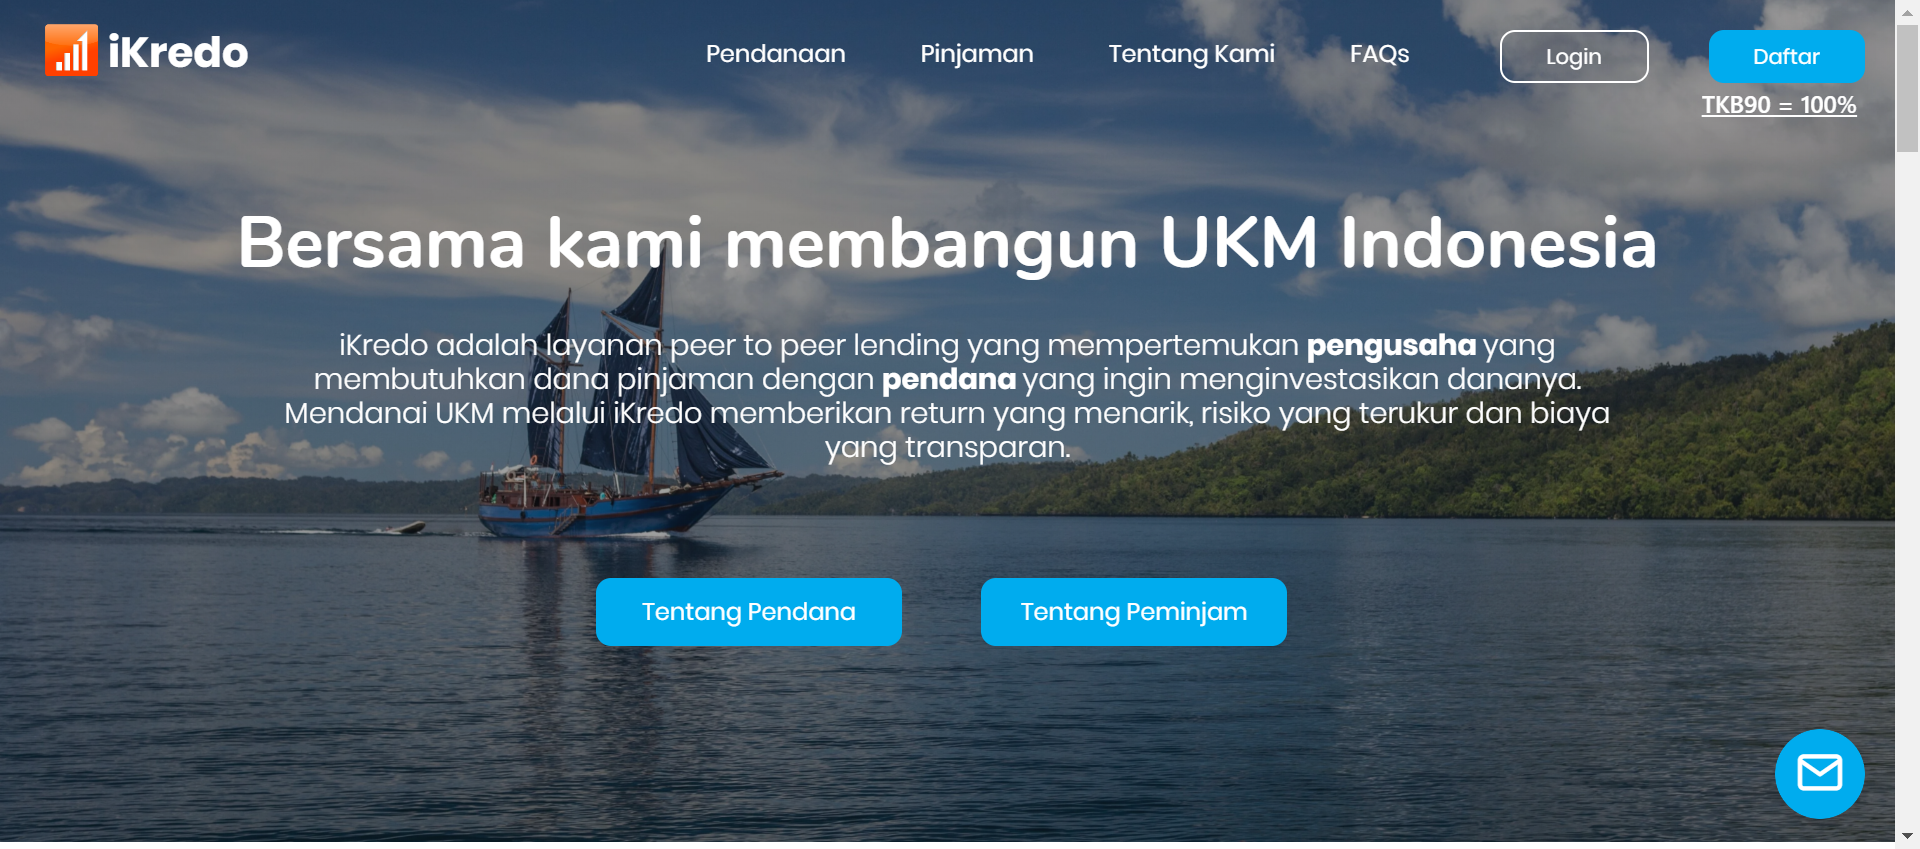 iKredo
Pendanaan
Pinjaman
Tentang Kami
FAQs
Login
Daftar
TKB90 = 100%
Bersama kami membangun UKM Indonesia
iKredo adalah layanan peer to peer lending yang mempertemukan pengusaha yang
membutuhkan dana pinjaman dengan pendana yang ingin menginvestasikan dananya.
Mendanai UKM melalui iKredo memberikan return yang menarik, risiko yang terukur dan biaya
yang transparan.
Tentang Pendana
Tentang Peminjam